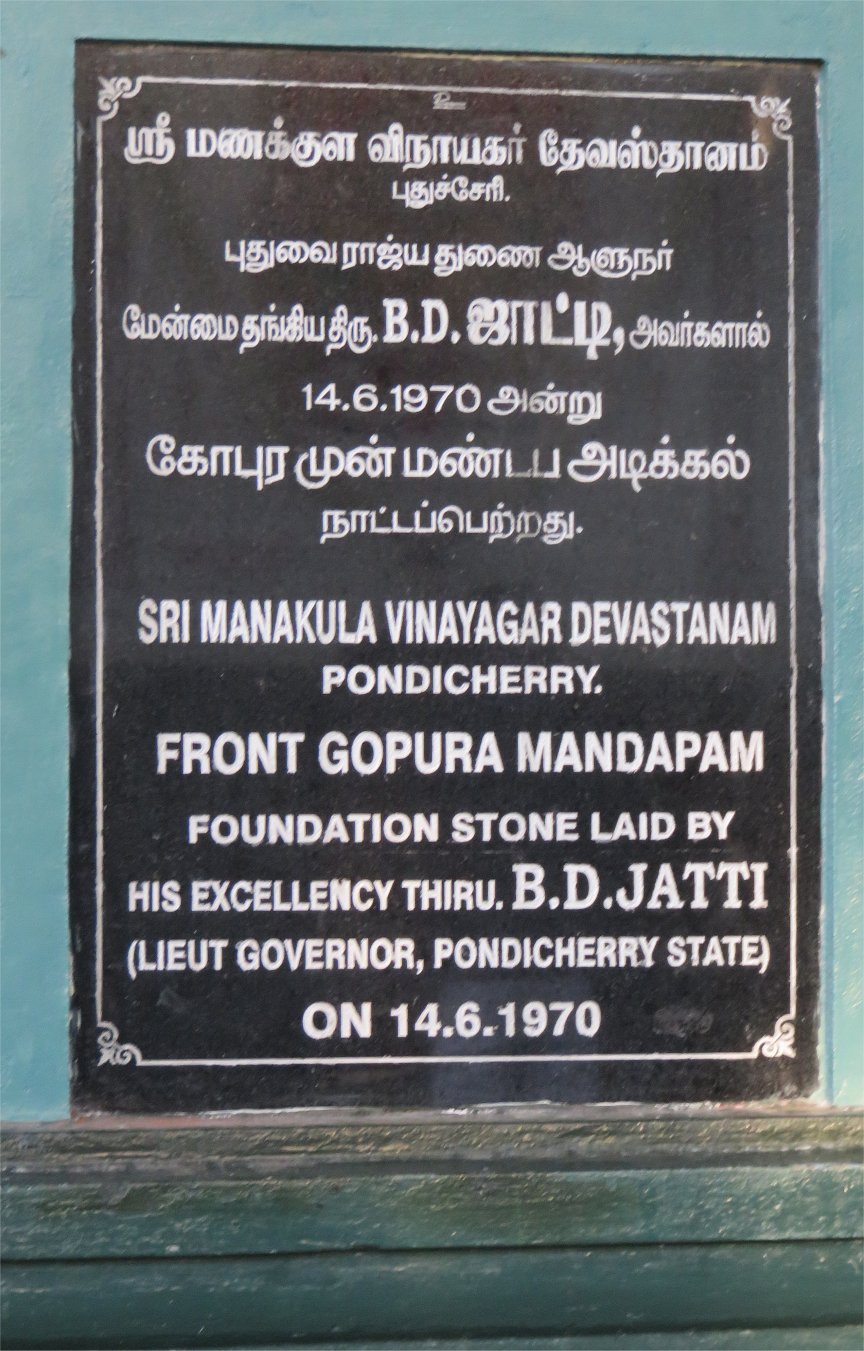 உ
ஸ்ரீ மணக்குள விநாயகர் தேவஸ்தானம்
புதுச்சேரி.
புதுவை ராஜ்ய துணை ஆளுநர்
மேன்மை தங்கிய திரு. B.D. ஜாட்டி, அவர்களால்
14.6.1970 அன்று
கோபுர முன் மண்டப அடிக்கல்
நாட்டப்பெற்றது.
SRI MANAKULA VINAYAGAR DEVASTANAM
PONDICHERRY.
FRONT GOPURA MANDAPAM
FOUNDATION STONE LAID BY
HIS EXCELLENCY THIRU. B.D.JATTI
(LIEUT GOVERNOR, PONDICHERRY STATE)
ON 14.6.1970